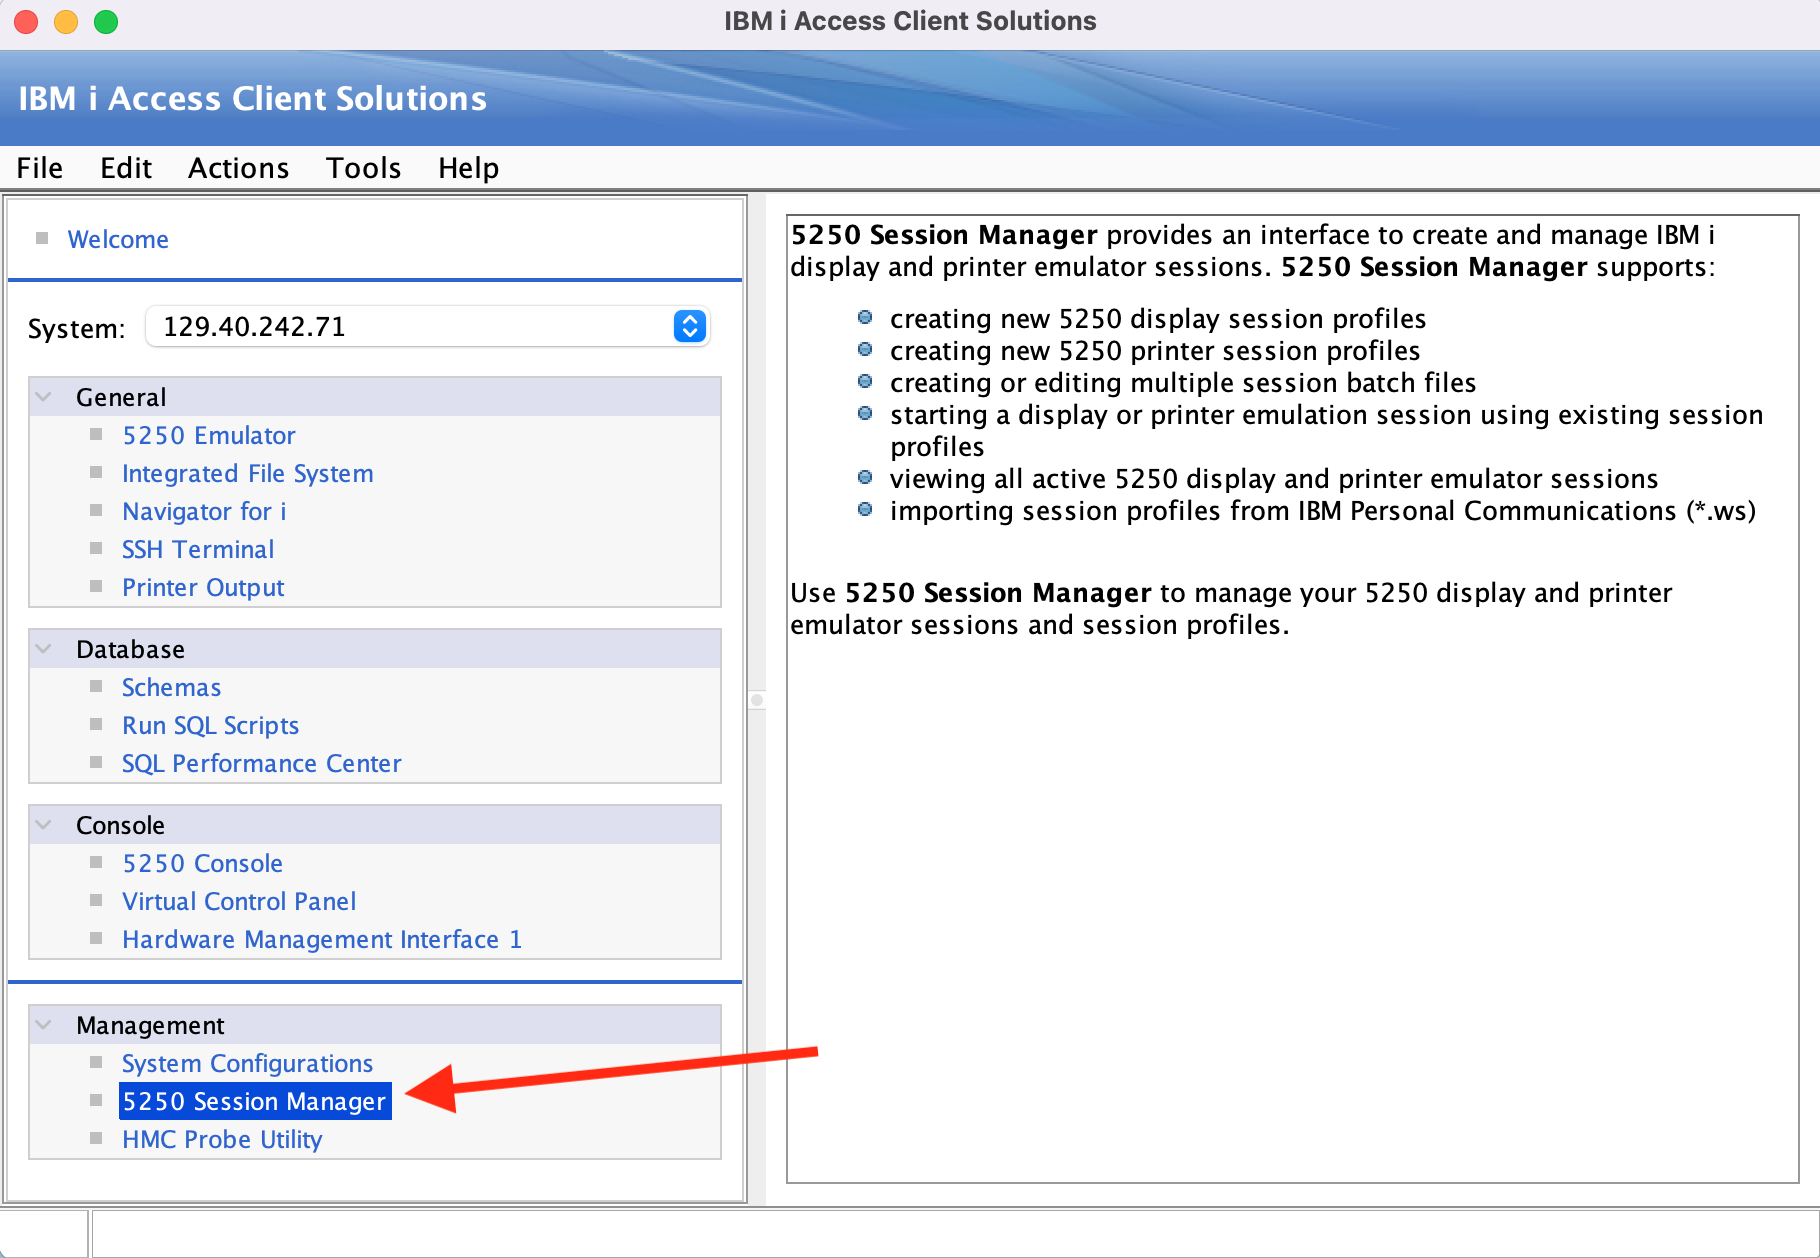 IBM i Access Client Solutions
IBM i Access Client Solutions
File Edit Actions Tools Help
Welcome
System: 129.40.242.71
General
5250 Emulator
Integrated File System
Navigator for i
SSH Terminal
Printer Output
Database
Schemas
Run SQL Scripts
SQL Performance Center
Console
5250 Console
Virtual Control Panel
Hardware Management Interface 1
Management
System Configurations
5250 Session Manager
HMC Probe Utility
5250 Session Manager provides an interface to create and manage IBM i
display and printer emulator sessions. 5250 Session Manager supports:
creating new 5250 display session profiles
creating new 5250 printer session profiles
creating or editing multiple session batch files
starting a display or printer emulation session using existing session
profiles
viewing all active 5250 display and printer emulator sessions
importing session profiles from IBM Personal Communications (*.ws)
Use 5250 Session Manager to manage your 5250 display and printer
emulator sessions and session profiles.